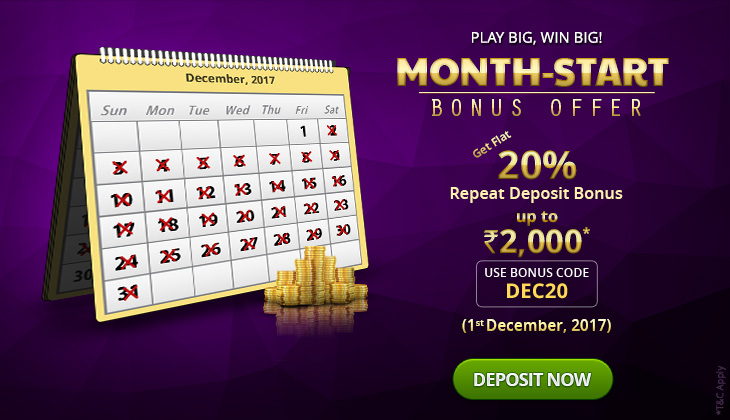 December, 2017
Sun Mon Tue Wed Thu Fri Sat
1 2
3 4 5 6 7 8 9
10 11 12 13 14 15 16
17 18 19 20 21 22 23
24 25 26 27 28 29 30
31
30
PLAY BIG, WIN BIG!
MONTH-START
BONUS OFFER
Get Flat
20%
Repeat Deposit Bonus
up to
₹2,000*
USE BONUS CODE
DEC20
(1st December, 2017)
DEPOSIT NOW
*T&C Apply